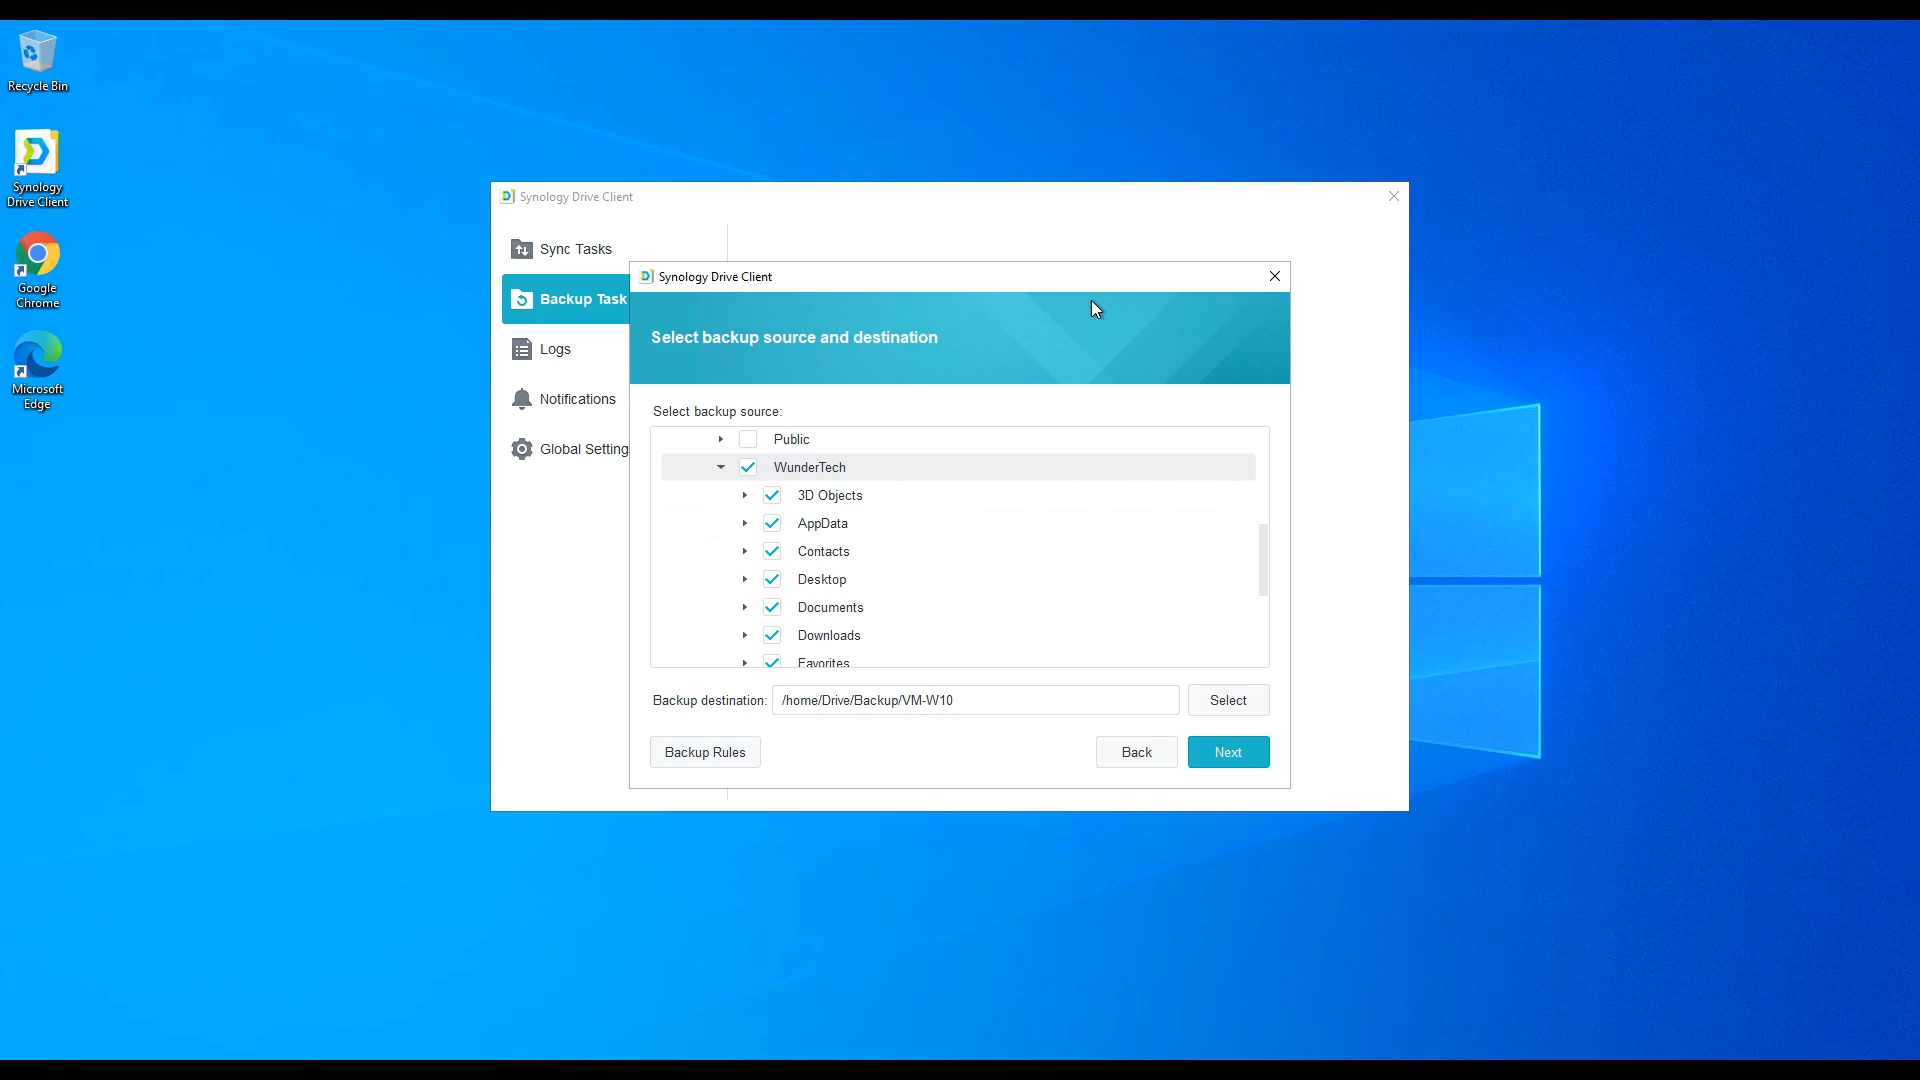 Recycle Bin
Synology
Drive Client
Google
Chrome
Microsoft
Edge
Synology Drive Client
Sync Tasks
Backup Task
Logs
Notifications
Global Setting
Synology Drive Client
Select backup source and destination
Select backup source:
Public
WunderTech
3D Objects
AppData
Contacts
Desktop
Documents
Downloads
Favorites
Backup destination: /home/Drive/Backup/VM-W10 Select
Backup Rules Back Next